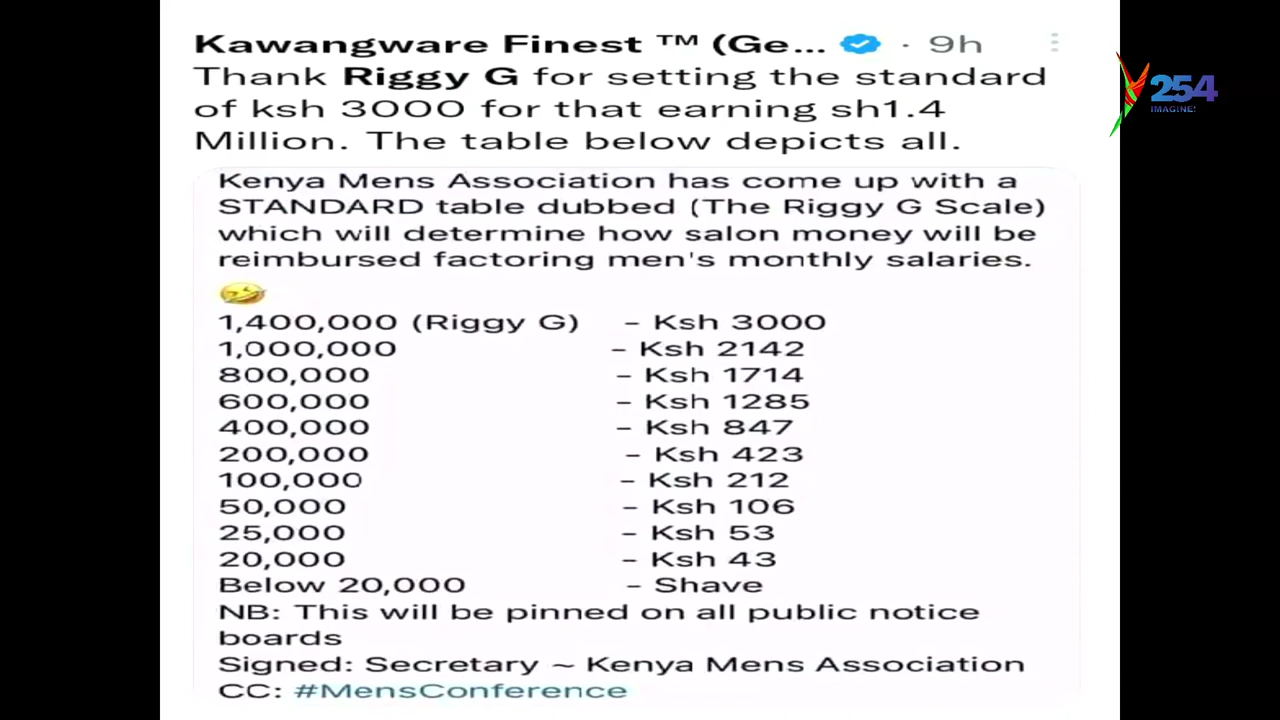 Kawangware Finest ™ (Ge... · 9h
Thank Riggy G for setting the standard
of ksh 3000 for that earning sh1.4
Million. The table below depicts all.
Kenya Mens Association has come up with a
STANDARD table dubbed (The Riggy G Scale)
which will determine how salon money will be
reimbursed factoring men's monthly salaries.
🤣
1,400,000 (Riggy G) – Ksh 3000
1,000,000 – Ksh 2142
800,000 – Ksh 1714
600,000 – Ksh 1285
400,000 – Ksh 847
200,000 – Ksh 423
100,000 – Ksh 212
50,000 – Ksh 106
25,000 – Ksh 53
20,000 – Ksh 43
Below 20,000 – Shave
NB: This will be pinned on all public notice
boards
Signed: Secretary ~ Kenya Mens Association
CC: #MensConference
Y254
IMAGINE!